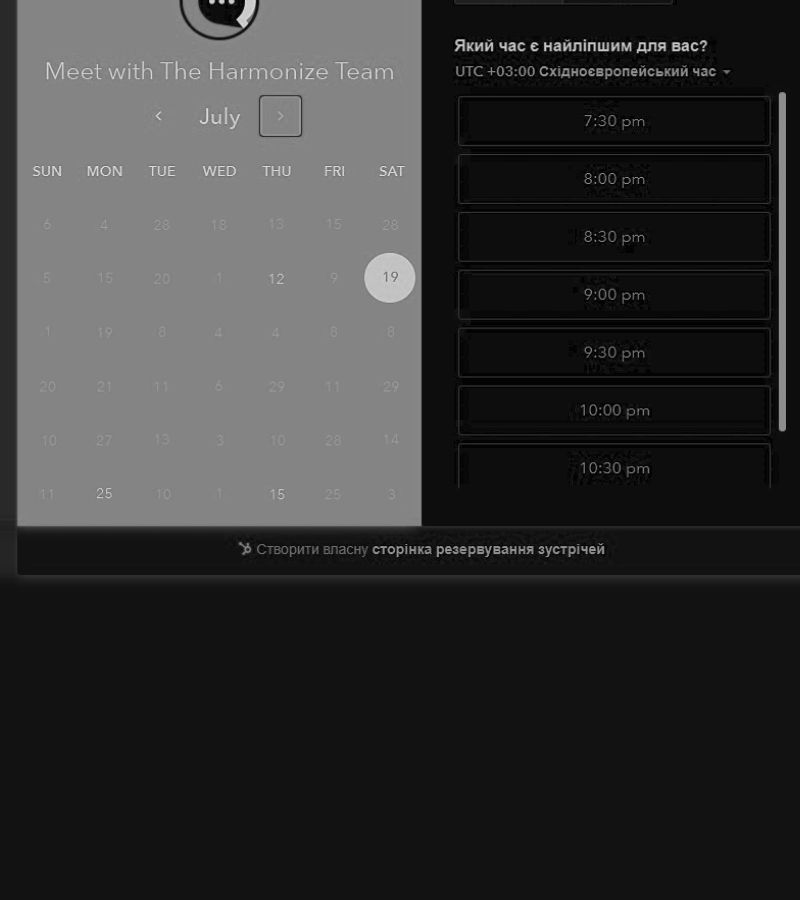 Meet with The Harmonize Team
July
SUN MON TUE WED THU FRI SAT
6 4 28 18 13 15 28
5 15 20 1 12 9 19
1 19 8 4 4 8 8
20 21 11 6 29 11 29
10 27 13 3 10 28 14
11 25 10 1 15 25 3
Який час є найліпшим для вас?
UTC +03:00 Східноєвропейський час
7:30 pm
8:00 pm
8:30 pm
9:00 pm
9:30 pm
10:00 pm
10:30 pm
Створити власну сторінка резервування зустрічей